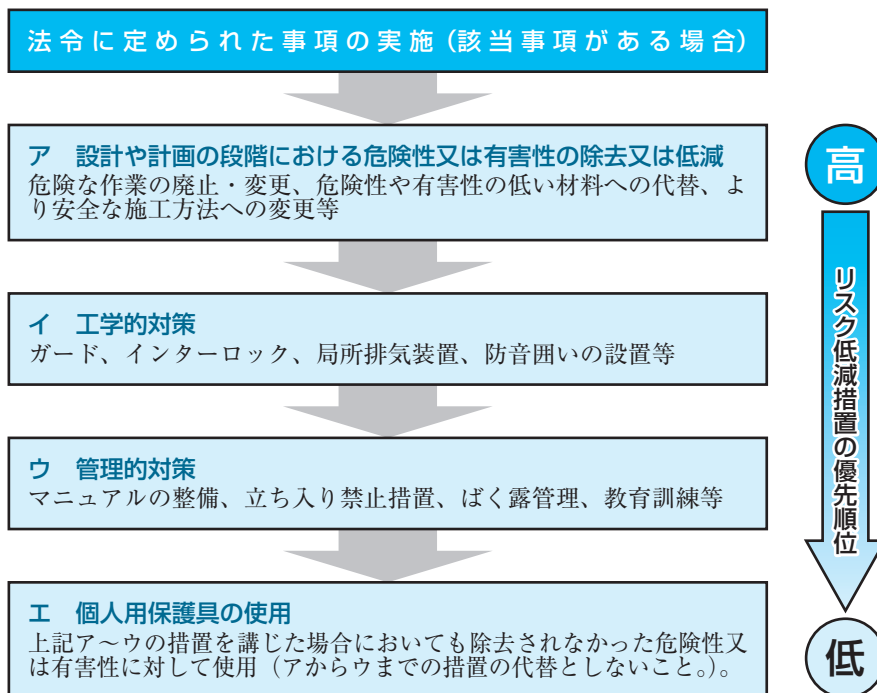 法令に定められた事項の実施（該当事項がある場合）
ア　設計や計画の段階における危険性又は有害性の除去又は低減
危険な作業の廃止・変更、危険性や有害性の低い材料への代替、よ
り安全な施工方法への変更等
イ　工学的対策
ガード、インターロック、局所排気装置、防音囲いの設置等
ウ　管理的対策
マニュアルの整備、立ち入り禁止措置、ばく露管理、教育訓練等
エ　個人用保護具の使用
上記ア～ウの措置を講じた場合においても除去されなかった危険性又
は有害性に対して使用（アからウまでの措置の代替としないこと。）。
高
リスク低減措置の優先順位
低